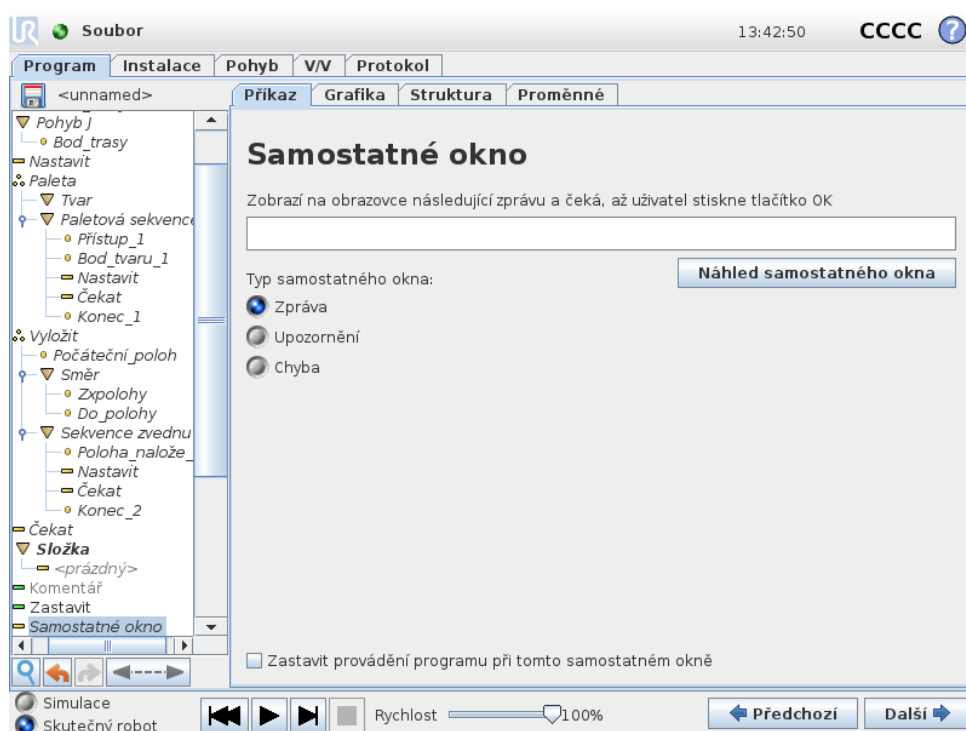 Soubor
13:42:50
CCCC
?
Program Instalace Pohyb V/V Protokol
<unnamed>
Příkaz Grafika Struktura Proměnné
Pohyb J
Bod_trasy
Nastavit
Paleta
Tvar
Paletová sekvence
Přístup_1
Bod_tvaru_1
Nastavit
Čekat
Konec_1
Vyložit
Počáteční_poloh
Směr
Zxpolohy
Do_polohy
Sekvence zvednu
Poloha_nalože_
Nastavit
Čekat
Konec_2
Čekat
Složka
<prázdný>
Komentář
Zastavit
Samostatné okno
Samostatné okno
Zobrazí na obrazovce následující zprávu a čeká, až uživatel stiskne tlačítko OK
Náhled samostatného okna
Typ samostatného okna:
Zpráva
Upozornění
Chyba
Zastavit provádění programu při tomto samostatném okně
Simulace
Skutečný robot
Rychlost 100%
Předchozí
Další